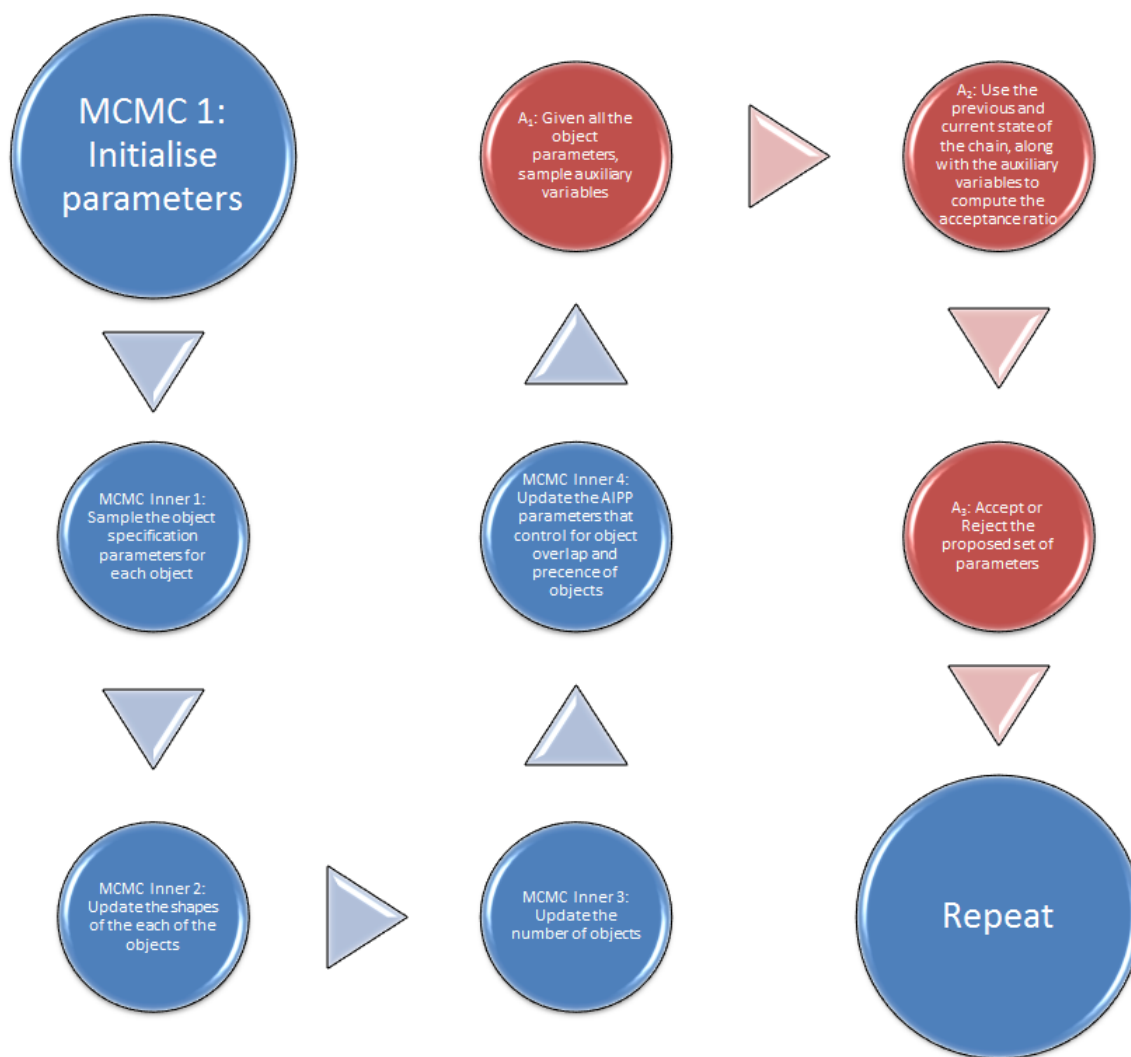 MCMC 1:
Initialise
parameters
MCMC Inner 1:
Sample the object
specification
parameters for
each object
MCMC Inner 2:
Update the shapes
of the each of the
objects
MCMC Inner 3:
Update the
number of objects
MCMC Inner 4:
Update the AIPP
parameters that
control for object
overlap and
precence of
objects
A₁: Given all the
object
parameters,
sample auxiliary
variables
A₂: Use the
previous and
current state of
the chain, along
with the auxiliary
variables to
compute the
acceptance ratio
A₃: Accept or
Reject the
proposed set of
parameters
Repeat